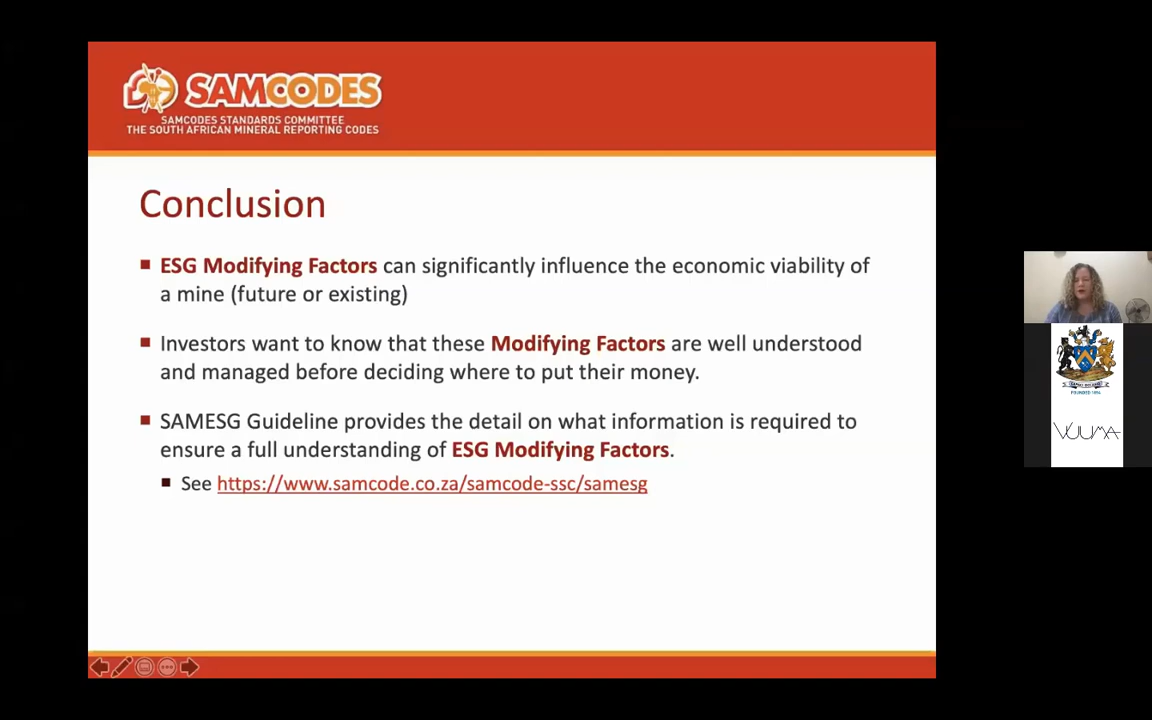 SAMCODES
SAMCODES STANDARDS COMMITTEE
THE SOUTH AFRICAN MINERAL REPORTING CODES
Conclusion
ESG Modifying Factors can significantly influence the economic viability of
a mine (future or existing)
Investors want to know that these Modifying Factors are well understood
and managed before deciding where to put their money.
SAMESG Guideline provides the detail on what information is required to
ensure a full understanding of ESG Modifying Factors.
See https://www.samcode.co.za/samcode-ssc/samesg
FOUNDED 1894
VUUMA